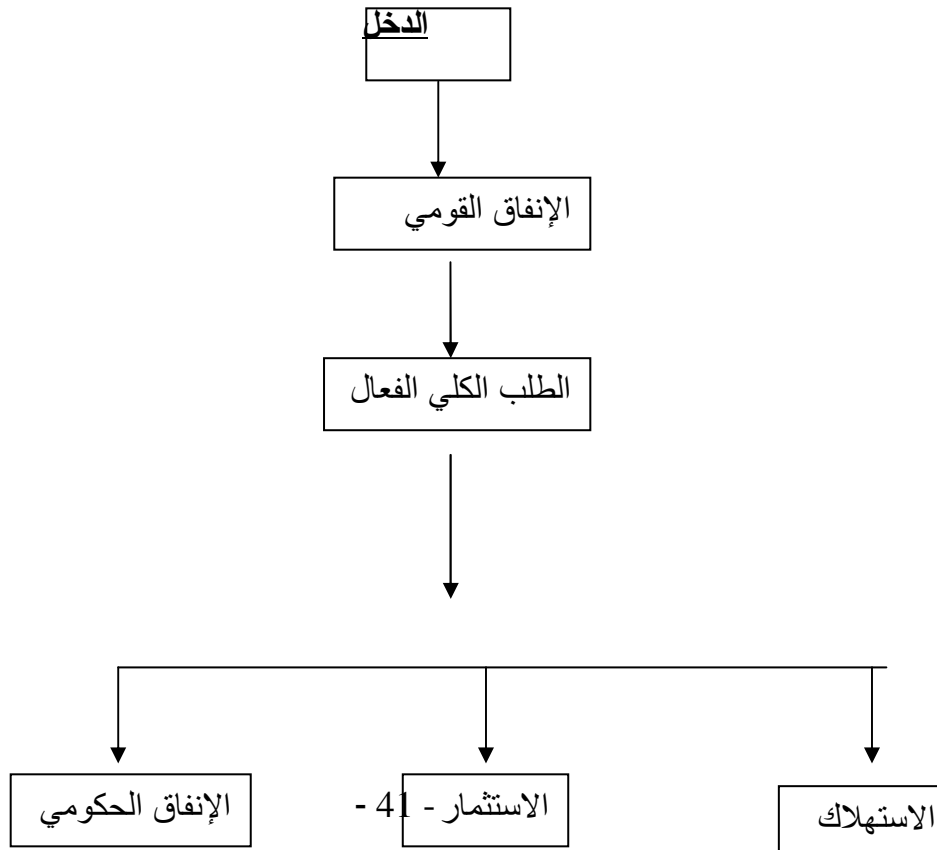 الدخل
الإنفاق القومي
الطلب الكلي الفعال
الاستهلاك
الاستثمار
الإنفاق الحكومي
- 41 -